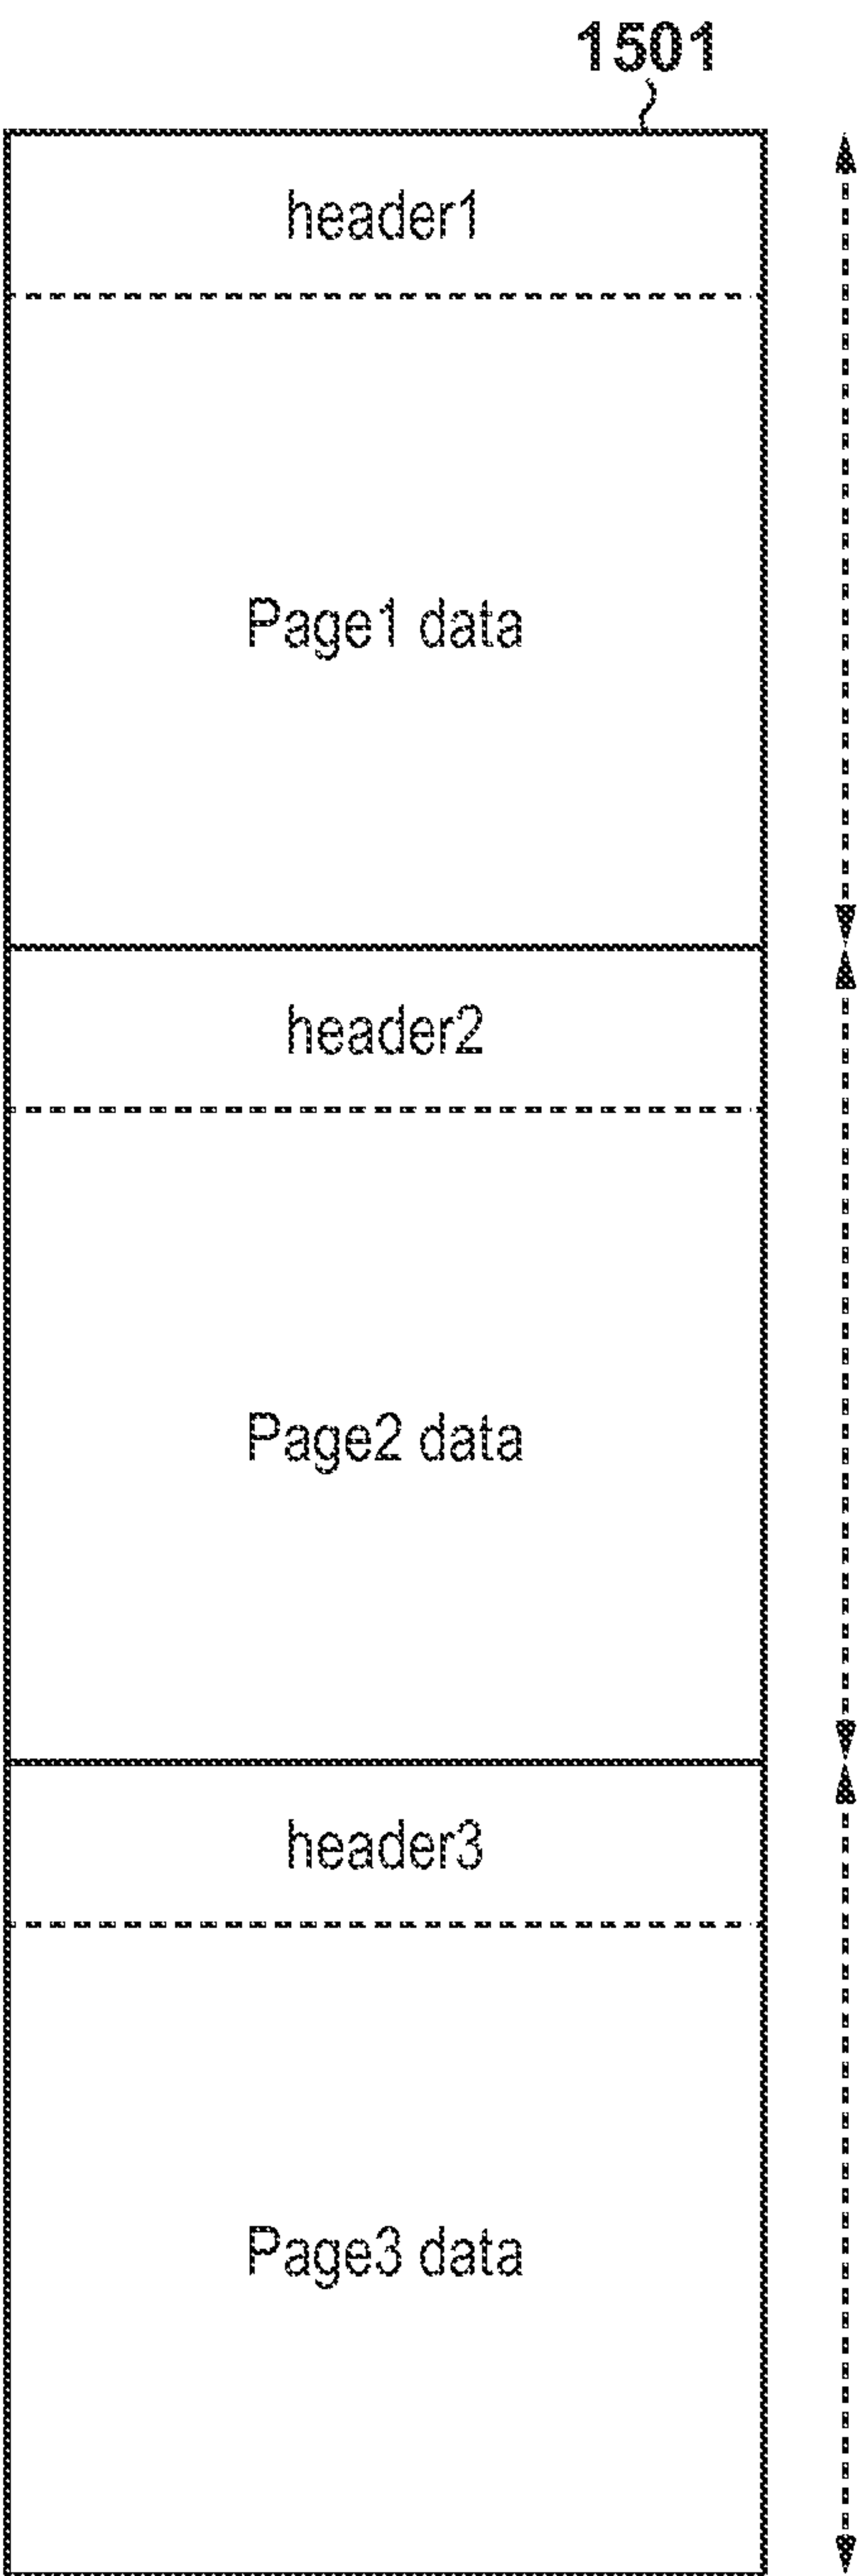 1501
header1
Page1 data
header2
Page2 data
header3
Page3 data